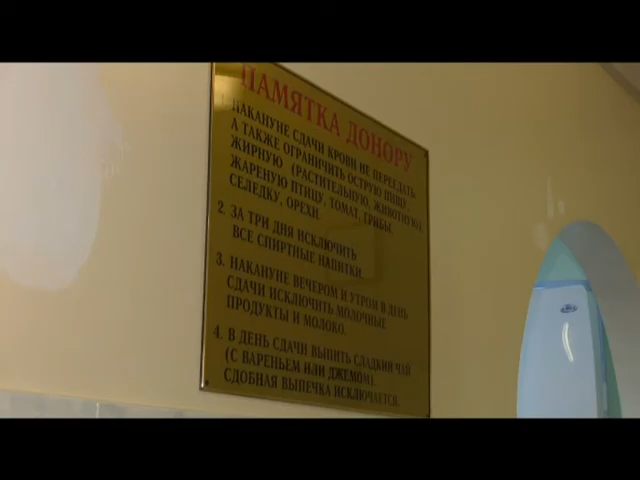 ПАМЯТКА ДОНОРУ
1. НАКАНУНЕ СДАЧИ КРОВИ НЕ ПЕРЕЕДАТЬ
А ТАКЖЕ ОГРАНИЧИТЬ ОСТРУЮ ПИЩУ,
ЖИРНУЮ (РАСТИТЕЛЬНУЮ, ЖИВОТНУЮ),
ЖАРЕНУЮ ПТИЦУ, ТОМАТ, ГРИБЫ,
СЕЛЕДКУ, ОРЕХИ.
2. ЗА ТРИ ДНЯ ИСКЛЮЧИТЬ
ВСЕ СПИРТНЫЕ НАПИТКИ.
3. НАКАНУНЕ ВЕЧЕРОМ И УТРОМ В ДЕНЬ
СДАЧИ ИСКЛЮЧИТЬ МОЛОЧНЫЕ
ПРОДУКТЫ И МОЛОКО.
4. В ДЕНЬ СДАЧИ ВЫПИТЬ СЛАДКИЙ ЧАЙ
(С ВАРЕНЬЕМ ИЛИ ДЖЕМОМ).
СДОБНАЯ ВЫПЕЧКА ИСКЛЮЧАЕТСЯ.